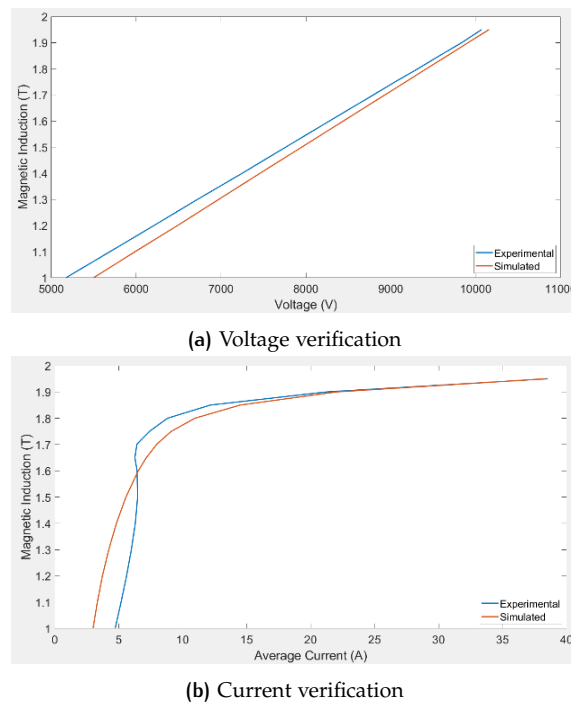 2
1.9
1.8
1.7
1.6
1.5
1.4
1.3
1.2
1.1
1
Magnetic Induction (T)
Experimental
Simulated
5000 6000 7000 8000 9000 10000 11000
Voltage (V)
(a) Voltage verification
2
1.9
1.8
1.7
1.6
1.5
1.4
1.3
1.2
1.1
1
Magnetic Induction (T)
Experimental
Simulated
0 5 10 15 20 25 30 35 40
Average Current (A)
(b) Current verification